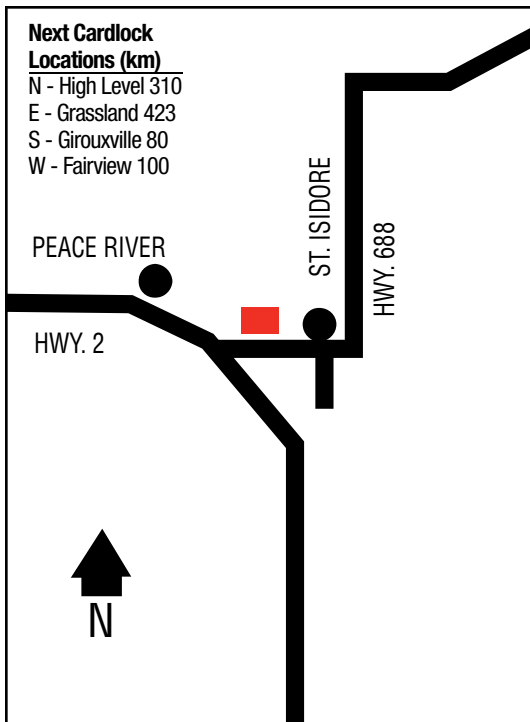 Next Cardlock
Locations (km)
N - High Level 310
E - Grassland 423
S - Girouxville 80
W - Fairview 100
PEACE RIVER
ST. ISIDORE
HWY. 688
HWY. 2
N